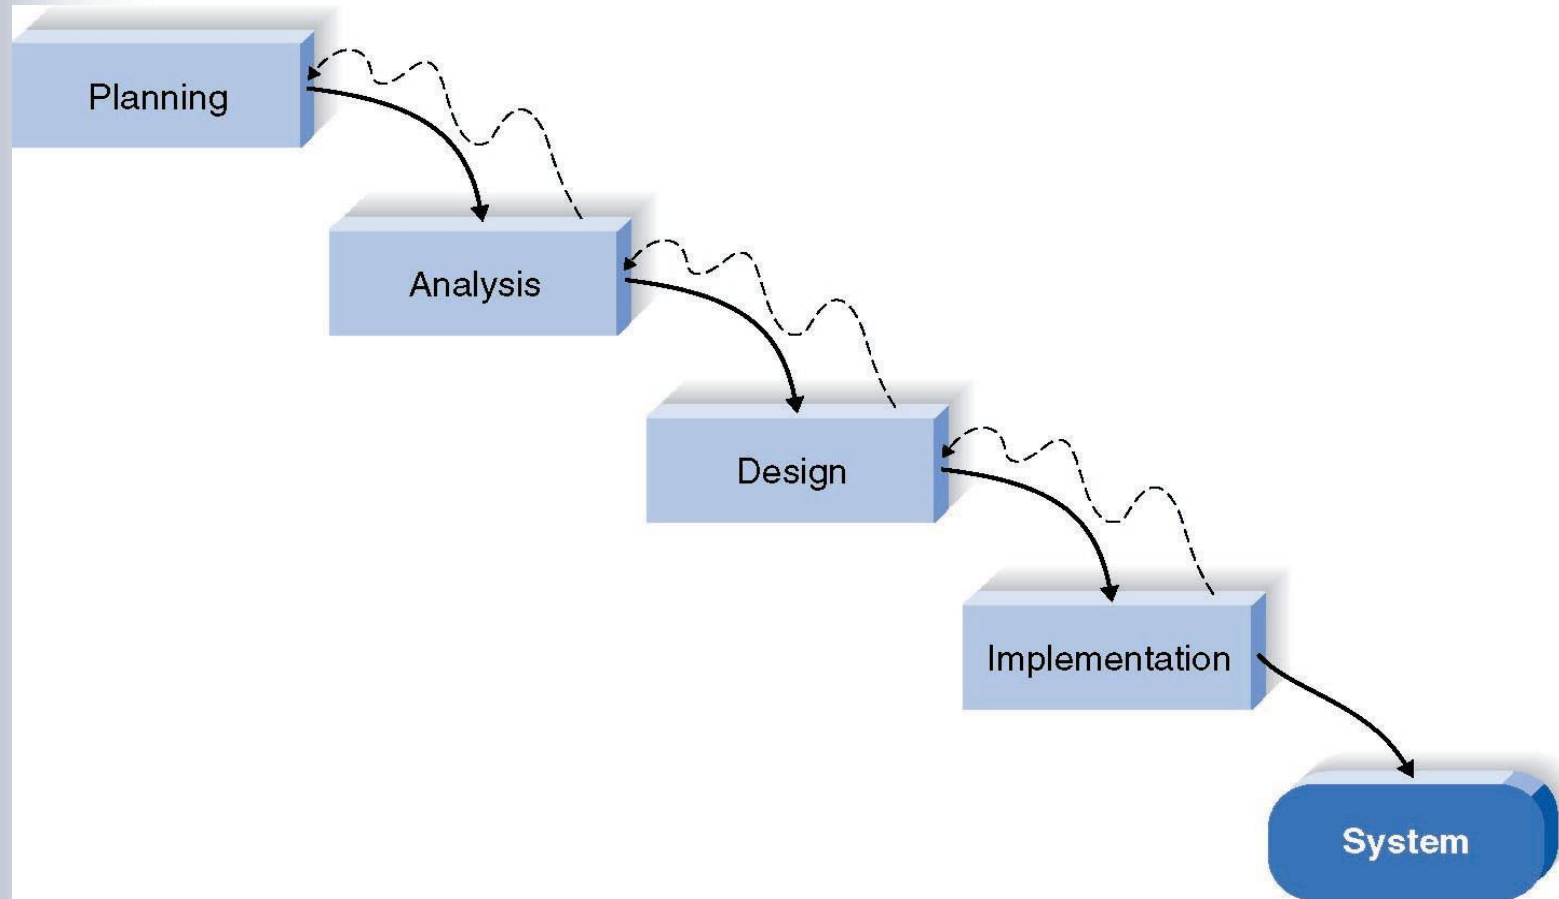 Planning
Analysis
Design
Implementation
System